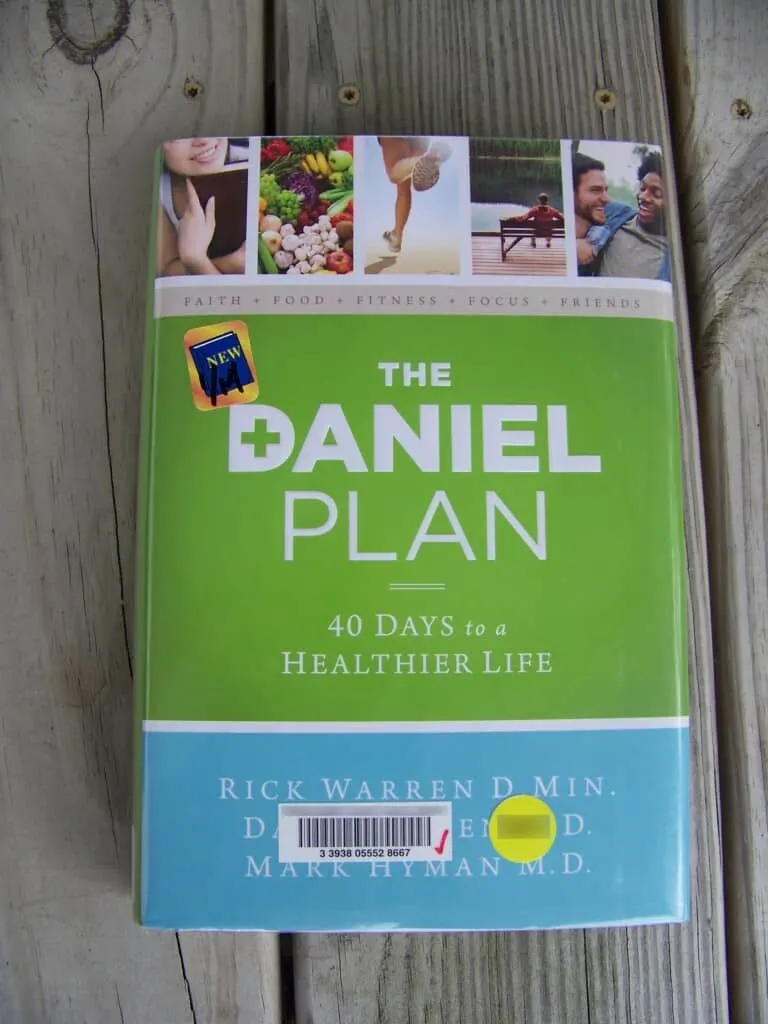 FAITH + FOOD + FITNESS + FOCUS + FRIENDS
NEW
THE
DANIEL
PLAN
40 DAYS to a
HEALTHIER LIFE
RICK WARREN D.MIN.
D.
3 3938 05552 8667
MARK HYMAN M.D.